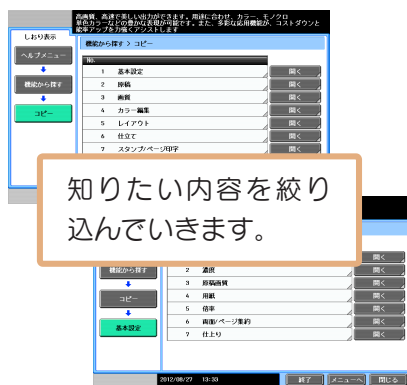 高画質、高速で美しい出力ができます。用途に合わせ、カラー、モノクロ
単色カラーなどの豊かな表現が可能です。また、多彩な応用機能が、コストダウンと
能率アップを力強くアシストします
しおり表示
機能から探す > コピー
ヘルプメニュー
No.
1 基本設定 開く
機能から探す
2 原稿 開く
3 画質 開く
コピー
4 カラー編集 開く
5 レイアウト 開く
6 仕立て 開く
7 スタンプ/ページ印字 開く
知りたい内容を絞り
込んでいきます。
開く
機能から探す
2 濃度 開く
3 原稿画質 開く
コピー
4 用紙 開く
5 倍率 開く
基本設定
6 両面/ページ集約 開く
7 仕上り 開く
2012/08/27 13:33 終了 メニューへ 閉じる